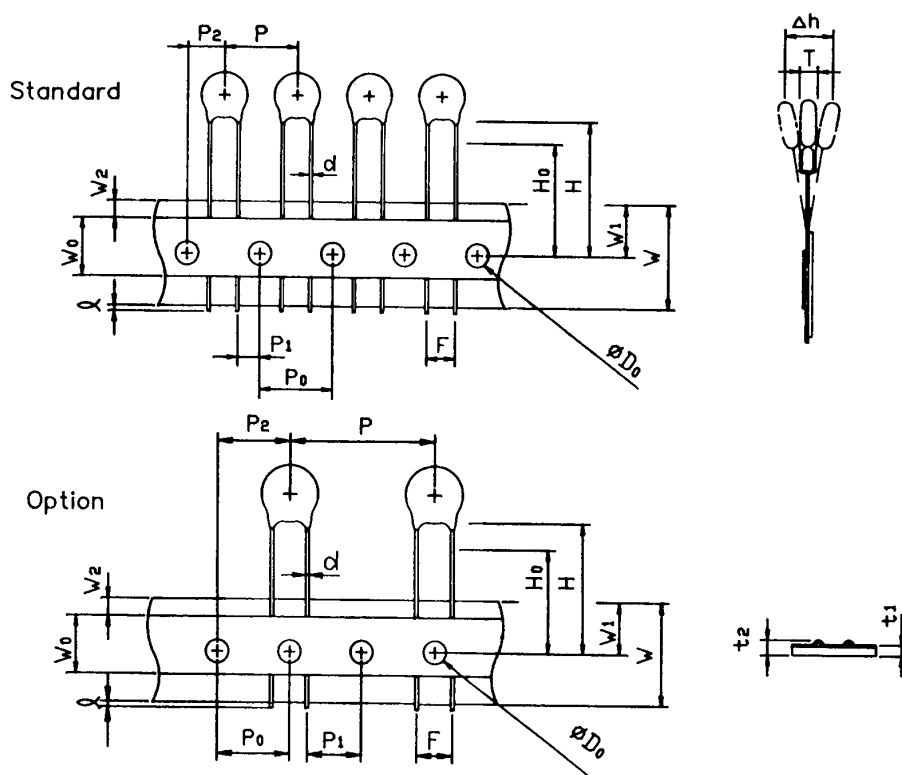 P2 P
Δh
T
Standard
d
H0 H
W2
W0
W1 W
ℓ
P1
F
P0
øD0
P2 P
Option
d
H0 H
W2
W0
W1 W
t2 t1
ℓ
P0 P1 F
øD0